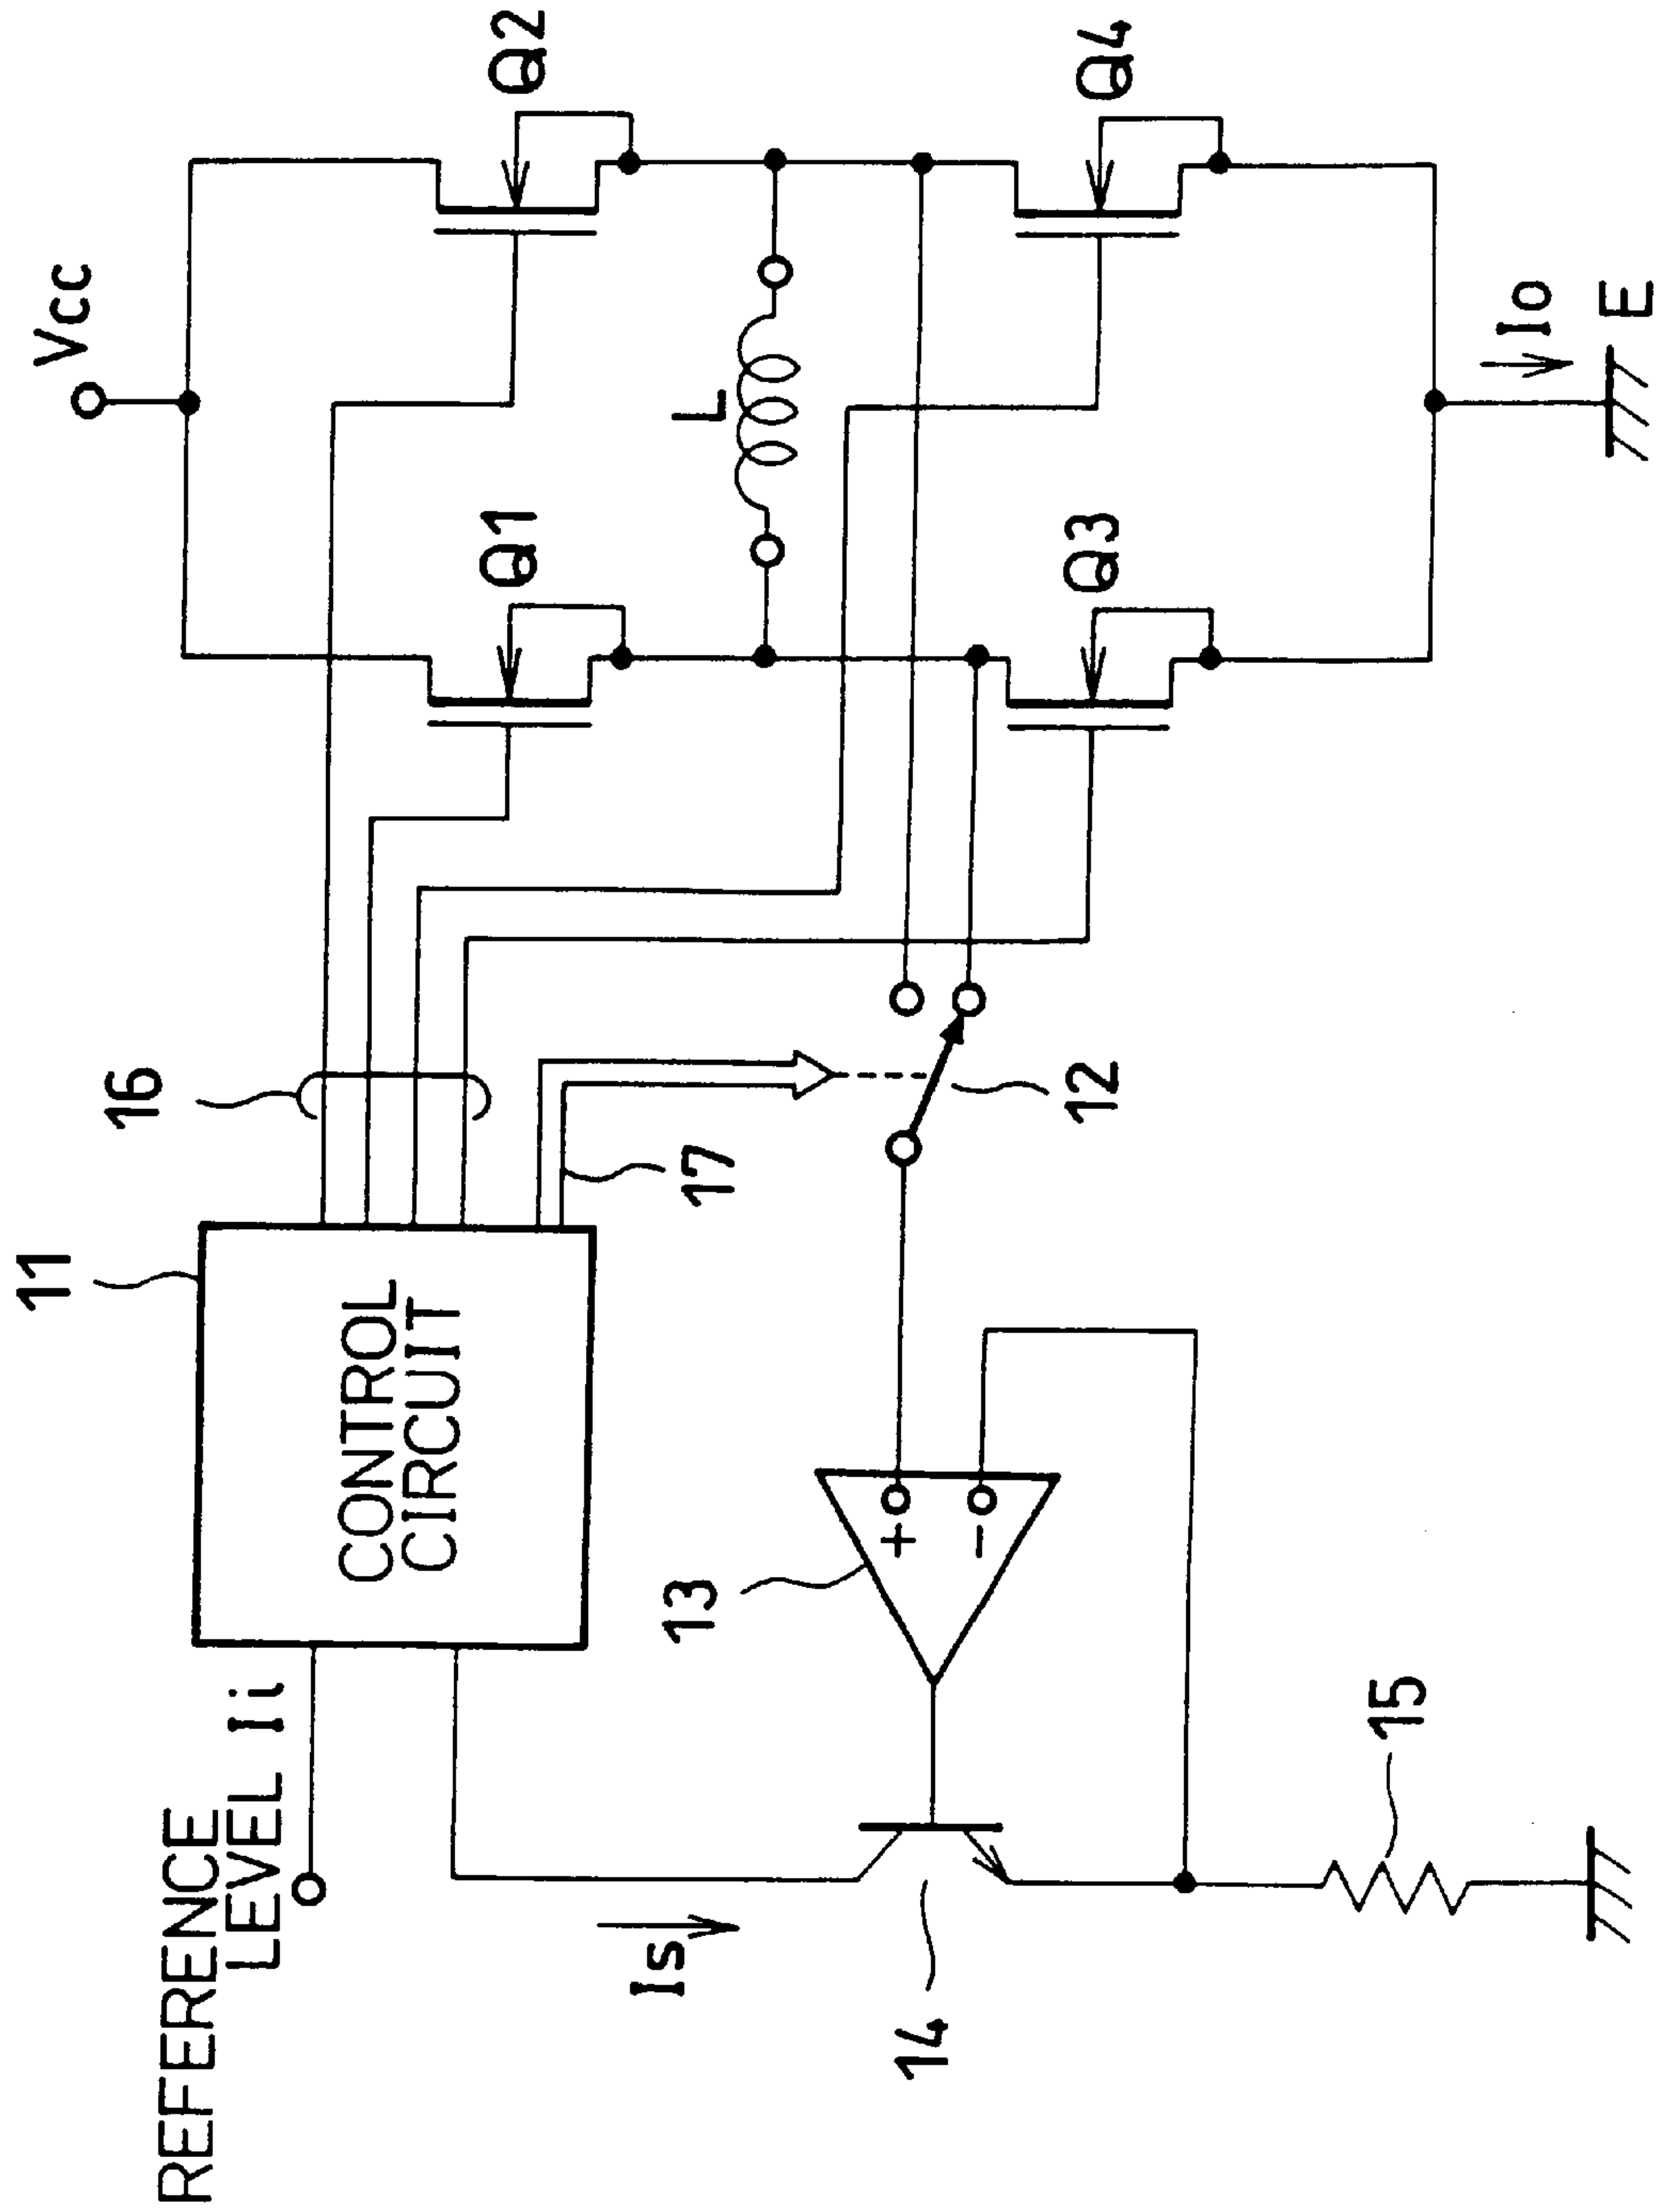 Vcc
11
16
Q1
Q2
REFERENCE
LEVEL Ii
CONTROL
CIRCUIT
L
17
Is
13
12
+
-
14
Q3
Q4
15
Io
E